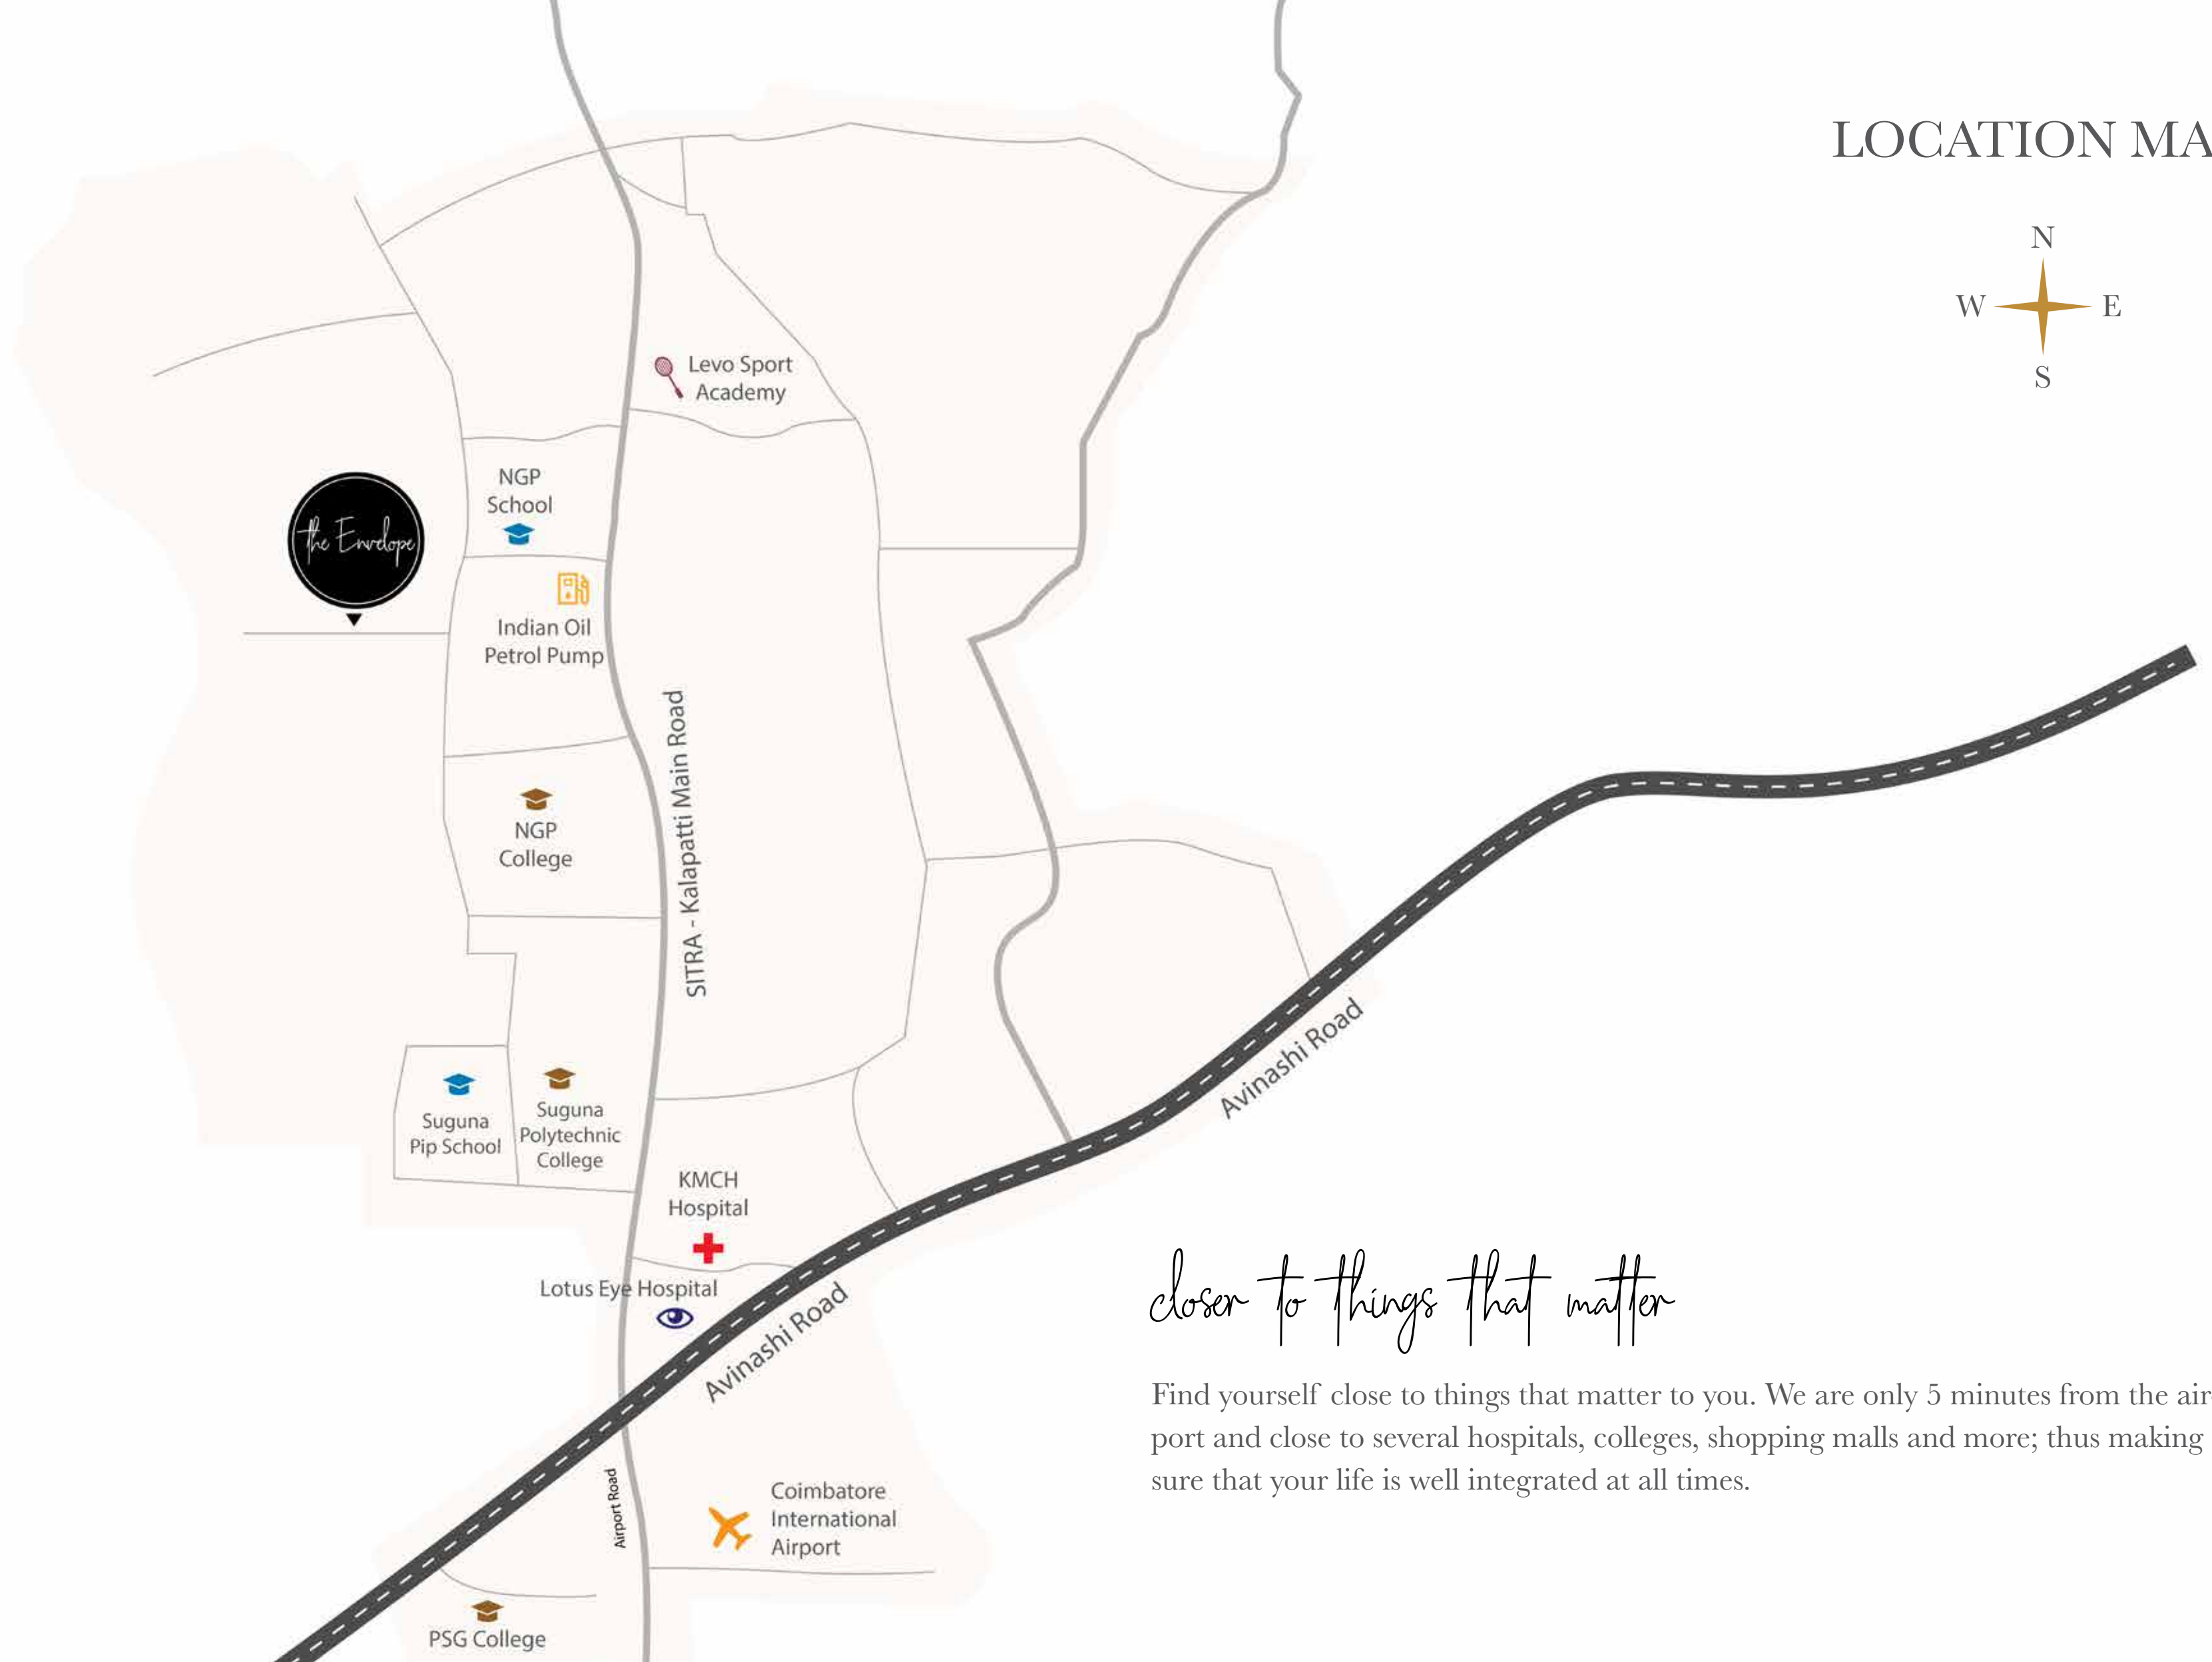 LOCATION MA
N
W E
S
Levo Sport
Academy
NGP
School
the Envelope
Indian Oil
Petrol Pump
SITRA - Kalapatti Main Road
NGP
College
Avinashi Road
Suguna
Pip School
Suguna
Polytechnic
College
KMCH
Hospital
Lotus Eye Hospital
Avinashi Road
closer to things that matter
Find yourself close to things that matter to you. We are only 5 minutes from the air
port and close to several hospitals, colleges, shopping malls and more; thus making
sure that your life is well integrated at all times.
Airport Road
Coimbatore
International
Airport
PSG College